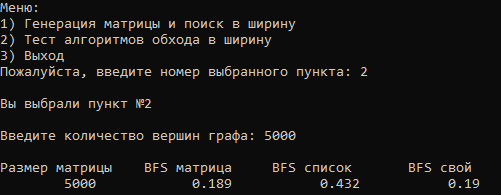 Меню:
1) Генерация матрицы и поиск в ширину
2) Тест алгоритмов обхода в ширину
3) Выход
Пожалуйста, введите номер выбранного пункта: 2
Вы выбрали пункт №2
Введите количество вершин графа: 5000
Размер матрицы BFS матрица BFS список BFS свой
5000 0.189 0.432 0.19